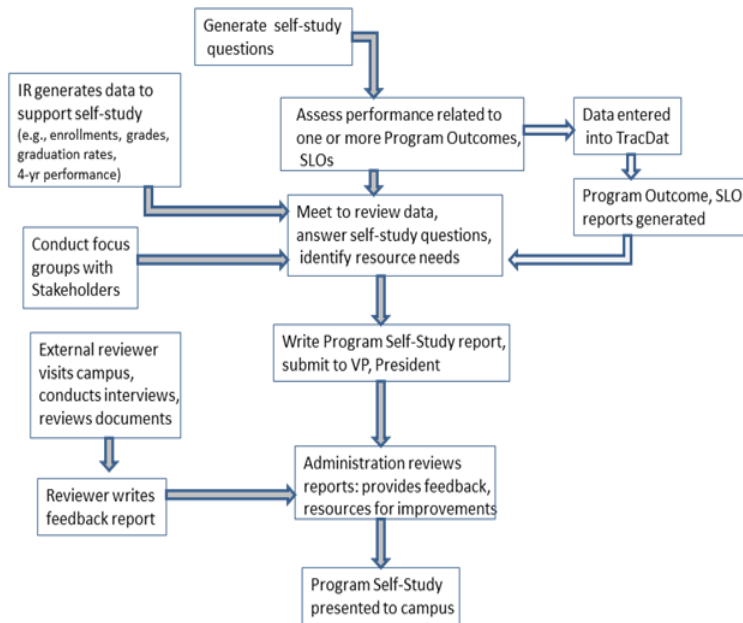 Generate self-study
questions
IR generates data to
support self-study
(e.g., enrollments, grades,
graduation rates,
4-yr performance)
Assess performance related to
one or more Program Outcomes,
SLOs
Data entered
into TracDat
Program Outcome, SLO
reports generated
Meet to review data,
answer self-study questions,
identify resource needs
Conduct focus
groups with
Stakeholders
Write Program Self-Study report,
submit to VP, President
External reviewer
visits campus,
conducts interviews,
reviews documents
Reviewer writes
feedback report
Administration reviews
reports: provides feedback,
resources for improvements
Program Self-Study
presented to campus